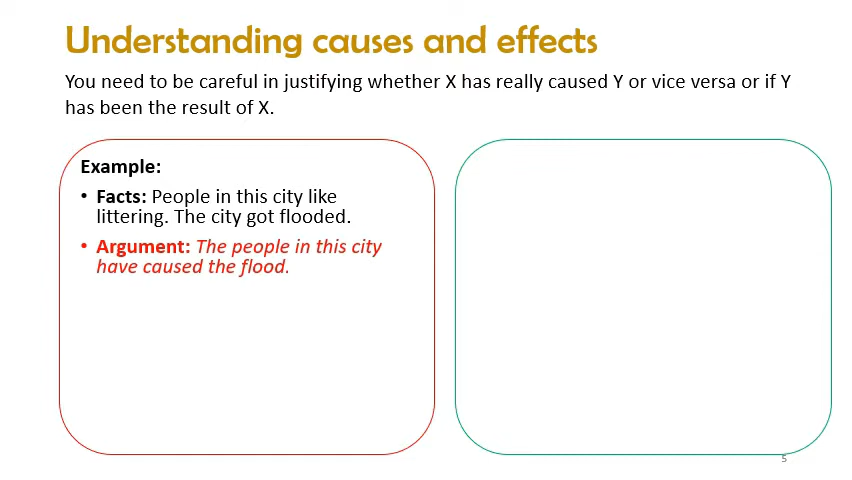 Understanding causes and effects
You need to be careful in justifying whether X has really caused Y or vice versa or if Y
has been the result of X.
Example:
• Facts: People in this city like
littering. The city got flooded.
• Argument: The people in this city
have caused the flood.
5